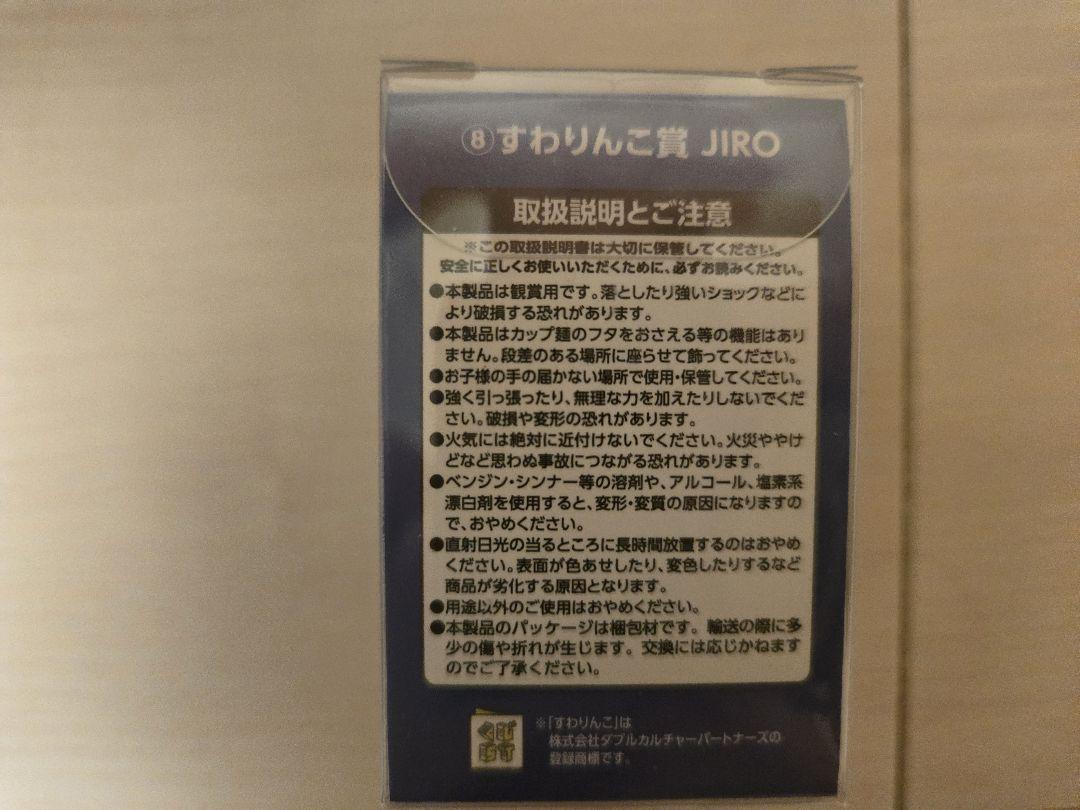 ⑧すわりんこ賞 JIRO
取扱説明とご注意
※この取扱説明書は大切に保管してください。
安全に正しくお使いいただくために、必ずお読みください。
●本製品は観賞用です。落としたり強いショックなどに
より破損する恐れがあります。
●本製品はカップ麺のフタをおさえる等の機能はあり
ません。段差のある場所に座らせて飾ってください。
●お子様の手の届かない場所で使用・保管してください。
●強く引っ張ったり、無理な力を加えたりしないでくだ
さい。破損や変形の恐れがあります。
●火気には絶対に近付けないでください。火災ややけ
どなど思わぬ事故につながる恐れがあります。
●ベンジン・シンナー等の溶剤や、アルコール、塩素系
漂白剤を使用すると、変形・変質の原因になりますの
で、おやめください。
●直射日光の当るところに長時間放置するのはおやめ
ください。表面が色あせしたり、変色したりするなど
商品が劣化する原因となります。
●用途以外のご使用はおやめください。
●本製品のパッケージは梱包材です。輸送の際に多
少の傷や折れが生じます。交換には応じかねます
のでご了承ください。
※「すわりんこ」は
株式会社ダブルカルチャーパートナーズの
登録商標です。